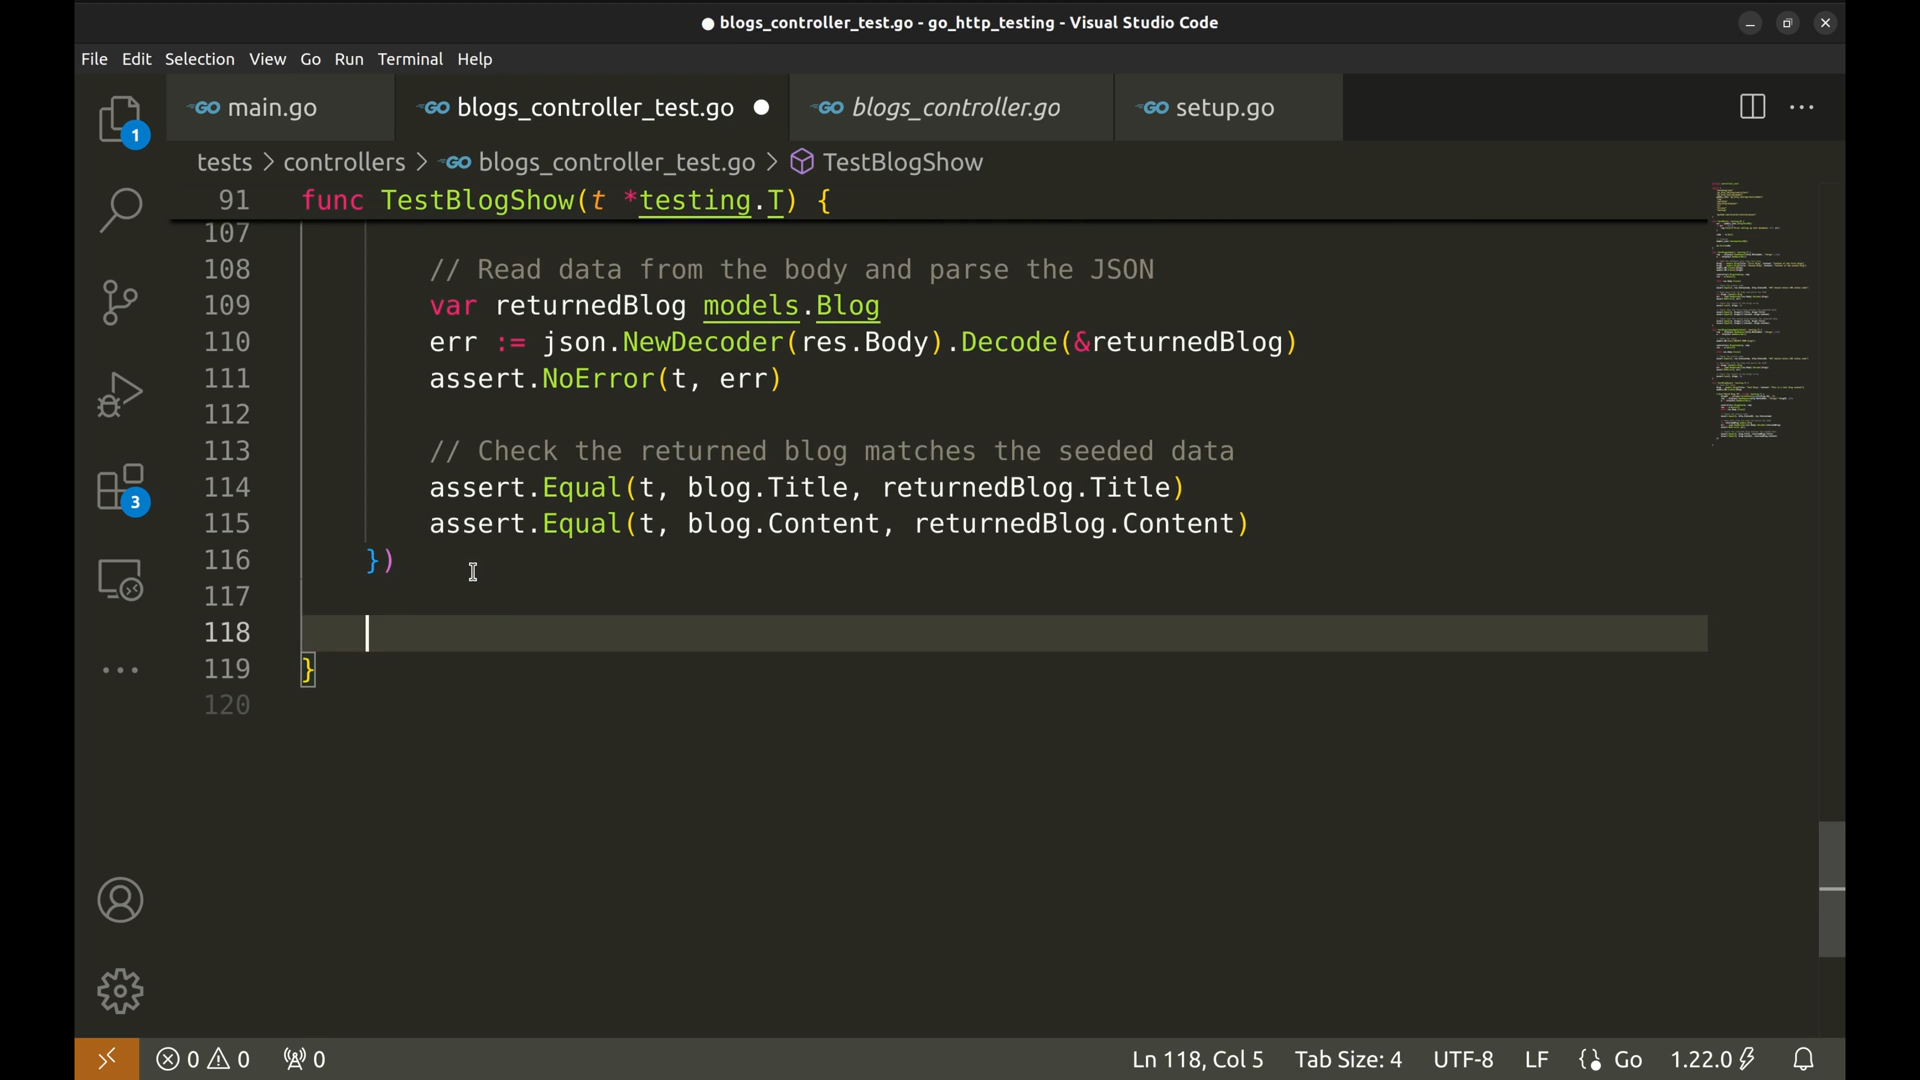 blogs_controller_test.go - go_http_testing - Visual Studio Code
File Edit Selection View Go Run Terminal Help
GO main.go GO blogs_controller_test.go GO blogs_controller.go GO setup.go
tests > controllers > GO blogs_controller_test.go > TestBlogShow
91 func TestBlogShow(t *testing.T) {
107
108 // Read data from the body and parse the JSON
109 var returnedBlog models.Blog
110 err := json.NewDecoder(res.Body).Decode(&returnedBlog)
111 assert.NoError(t, err)
112
113 // Check the returned blog matches the seeded data
114 assert.Equal(t, blog.Title, returnedBlog.Title)
115 assert.Equal(t, blog.Content, returnedBlog.Content)
116 })
117
118
119 }
120
1
3
0 0 0 Ln 118, Col 5 Tab Size: 4 UTF-8 LF Go 1.22.0